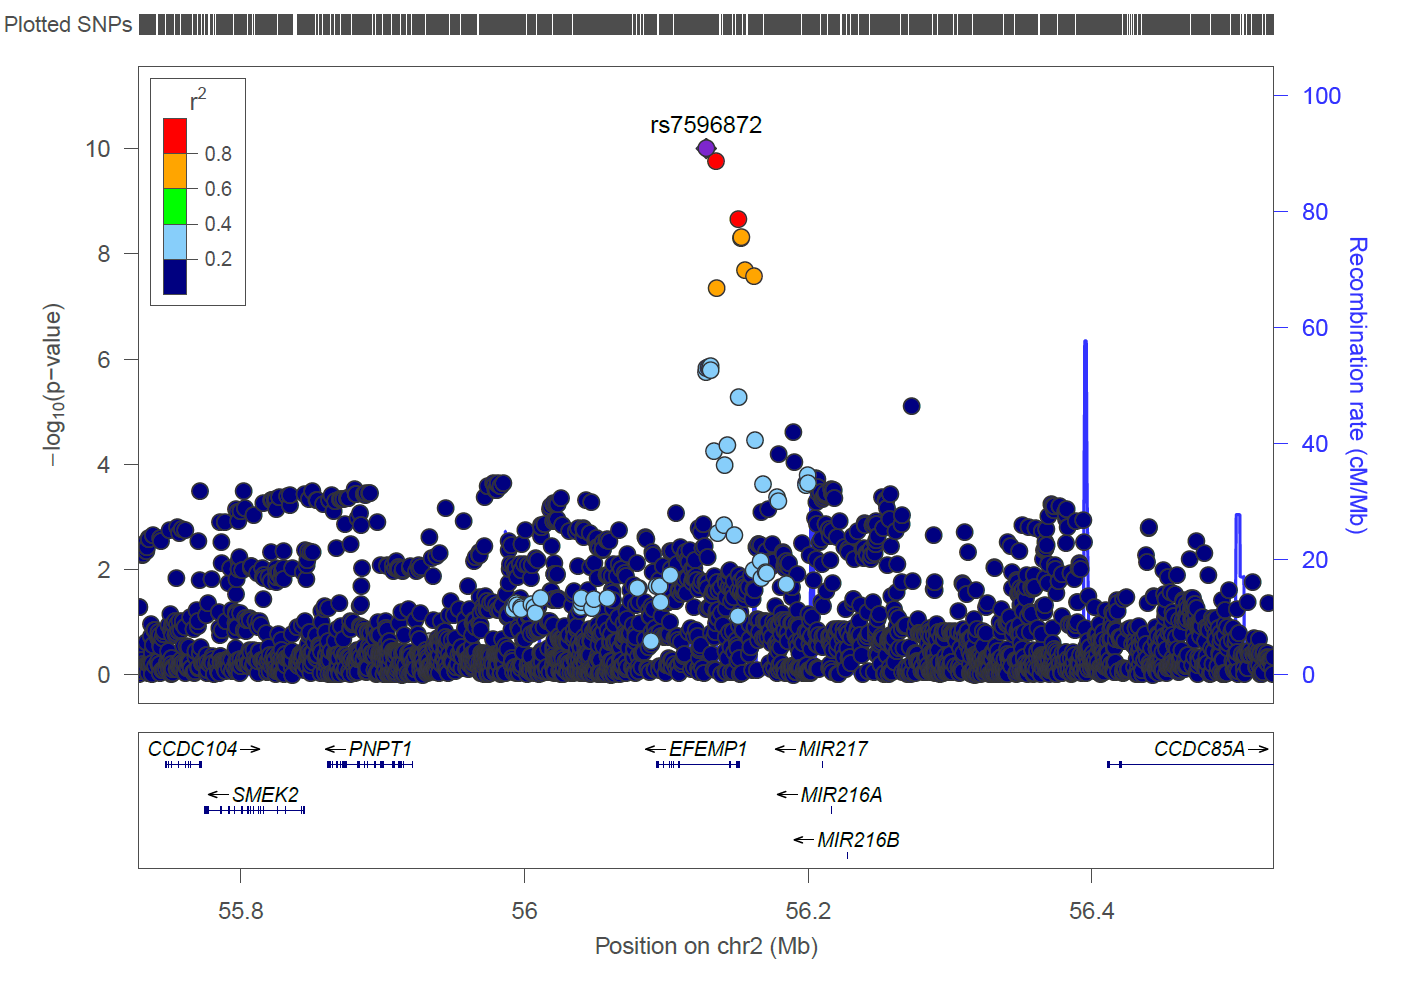 Plotted SNPs
rs7596872
r²
0.8
0.6
0.4
0.2
10
8
6
4
2
0
−log₁₀(p−value)
100
80
60
40
20
0
Recombination rate (cM/Mb)
CCDC104→ ←PNPT1 ←EFEMP1 ←MIR217 CCDC85A→
←SMEK2 ←MIR216A
←MIR216B
55.8 56 56.2 56.4
Position on chr2 (Mb)